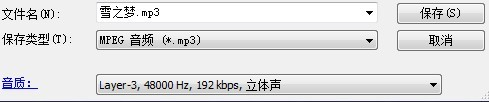 文件名(N): 雪之梦.mp3 保存(S)
保存类型(T): MPEG 音频 (*.mp3) 取消
音质: Layer-3, 48000 Hz, 192 kbps, 立体声